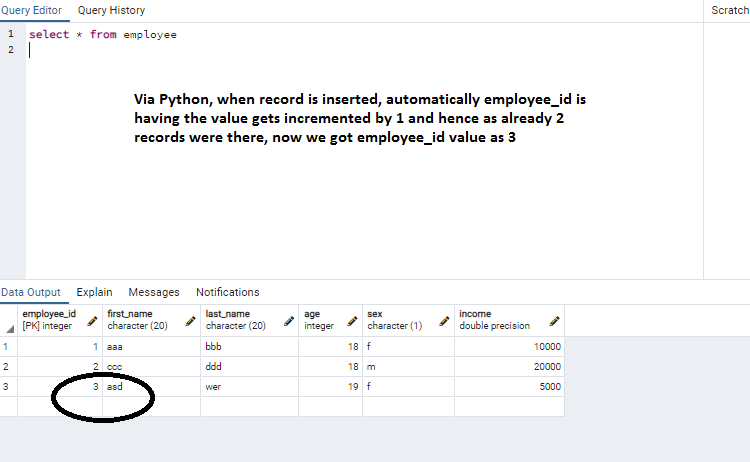 Query Editor Query History Scratch
1 select * from employee
2
Via Python, when record is inserted, automatically employee_id is
having the value gets incremented by 1 and hence as already 2
records were there, now we got employee_id value as 3
Data Output Explain Messages Notifications
employee_id first_name last_name age sex income
[PK] integer character (20) character (20) integer character (1) double precision
1 1 aaa bbb 18 f 10000
2 2 ccc ddd 18 m 20000
3 3 asd wer 19 f 5000